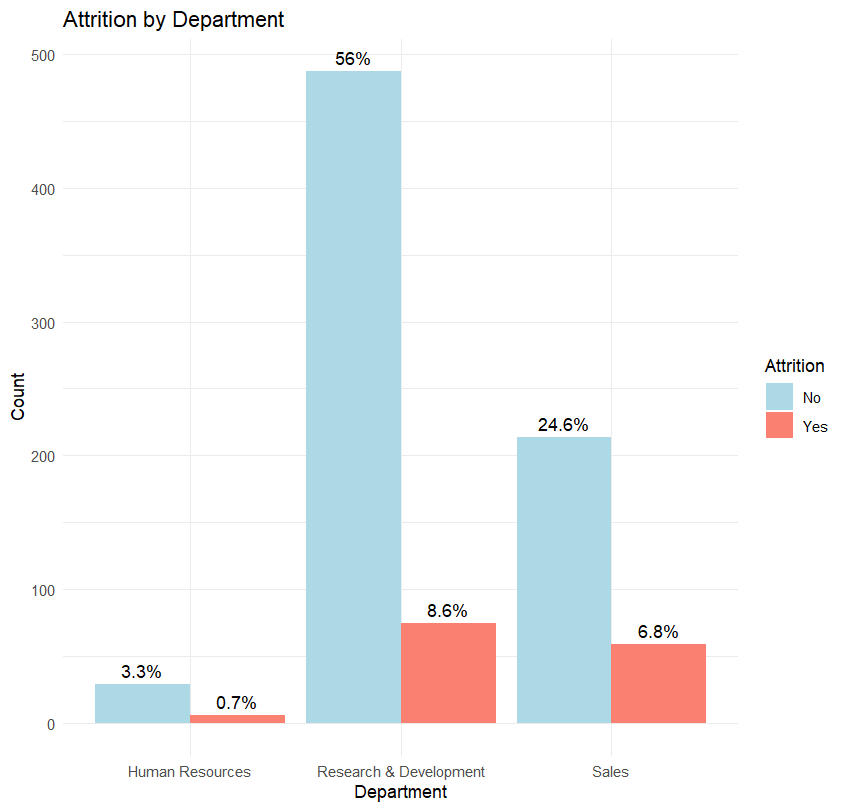 Attrition by Department
500
400
300
200
100
0
Count
56%
24.6%
8.6%
6.8%
3.3%
0.7%
Human Resources
Research & Development
Sales
Department
Attrition
No
Yes